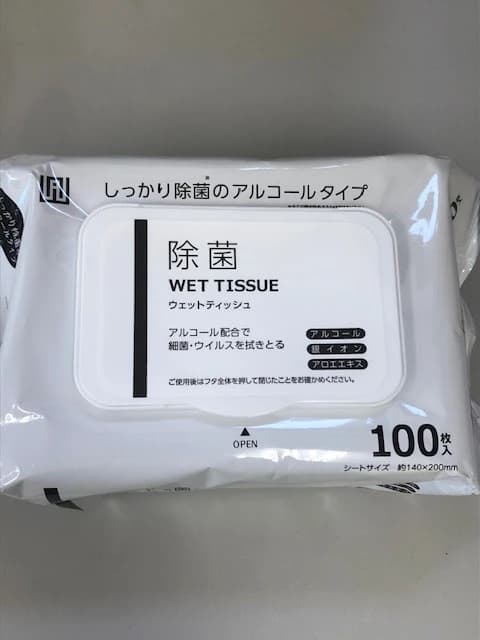 しっかり除菌※のアルコールタイプ
除菌
WET TISSUE
ウェットティッシュ
アルコール配合で
細菌・ウイルスを拭きとる
アルコール
銀イオン
アロエエキス
ご使用後はフタ全体を押して閉じたことをお確かめください。
OPEN
100枚入
シートサイズ 約140×200mm